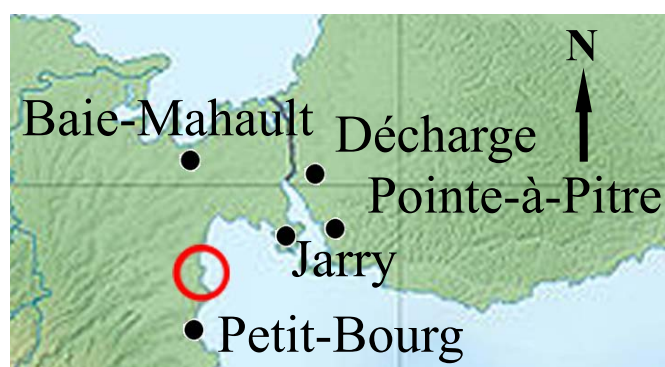 N
Baie-Mahault
Décharge
Pointe-à-Pitre
Jarry
Petit-Bourg